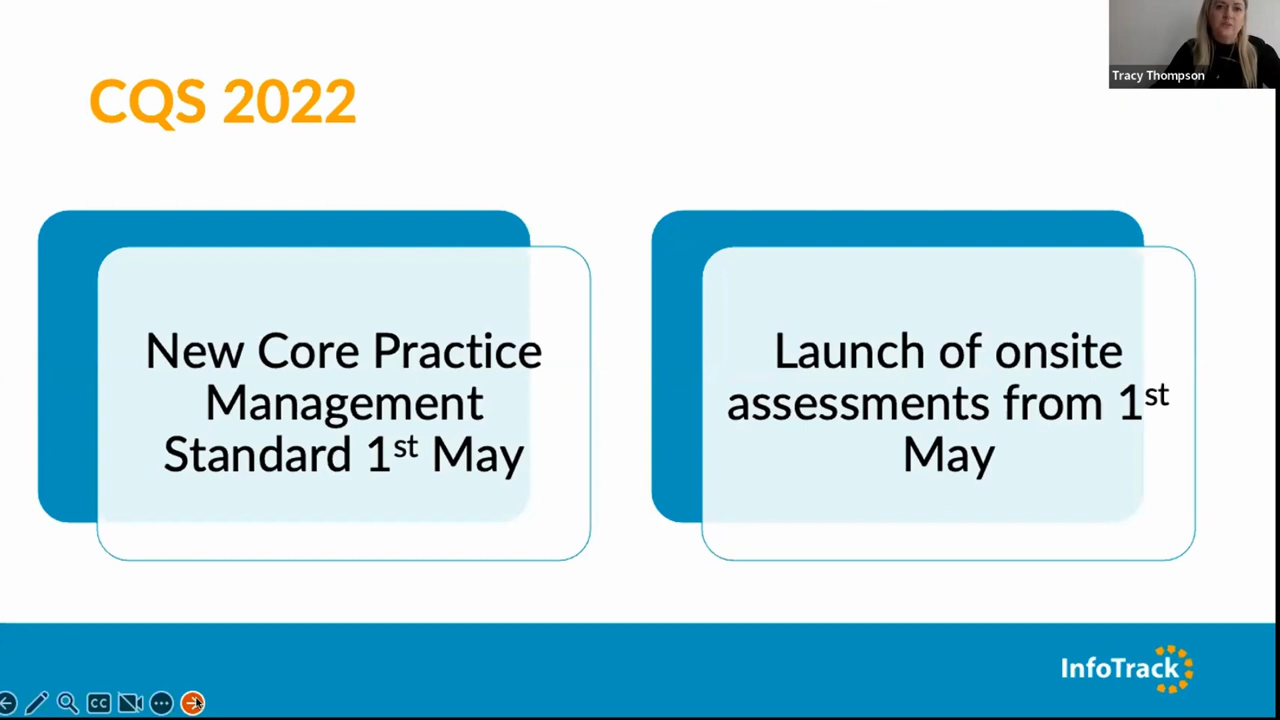 Tracy Thompson
CQS 2022
New Core Practice
Management
Standard 1st May
Launch of onsite
assessments from 1st
May
InfoTrack
CC